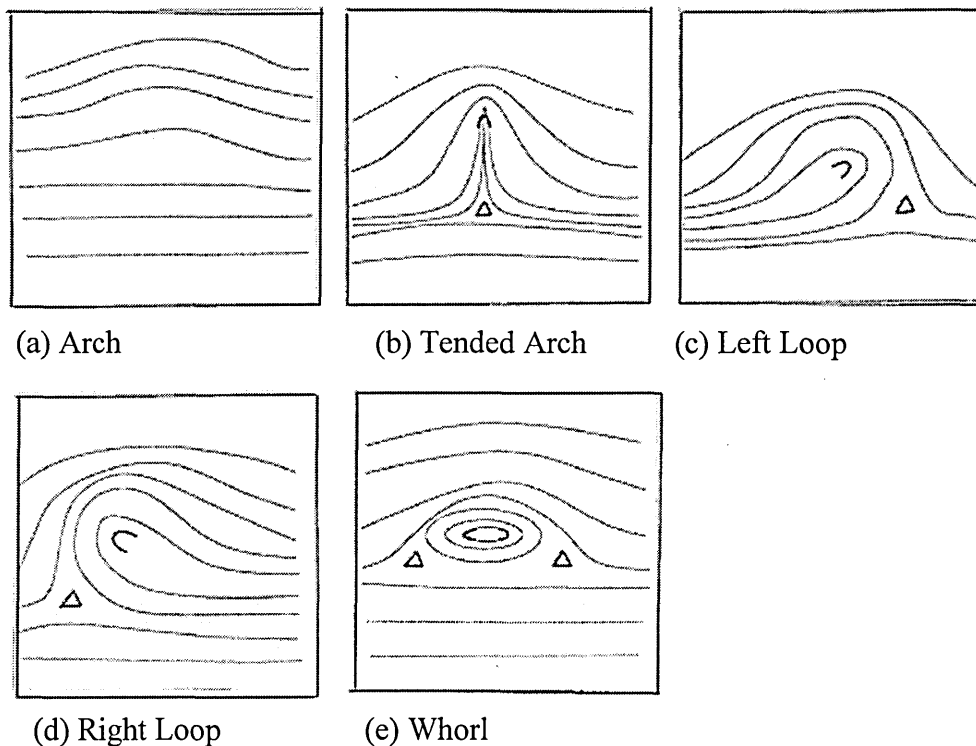 (a) Arch
(b) Tended Arch
(c) Left Loop
(d) Right Loop
(e) Whorl